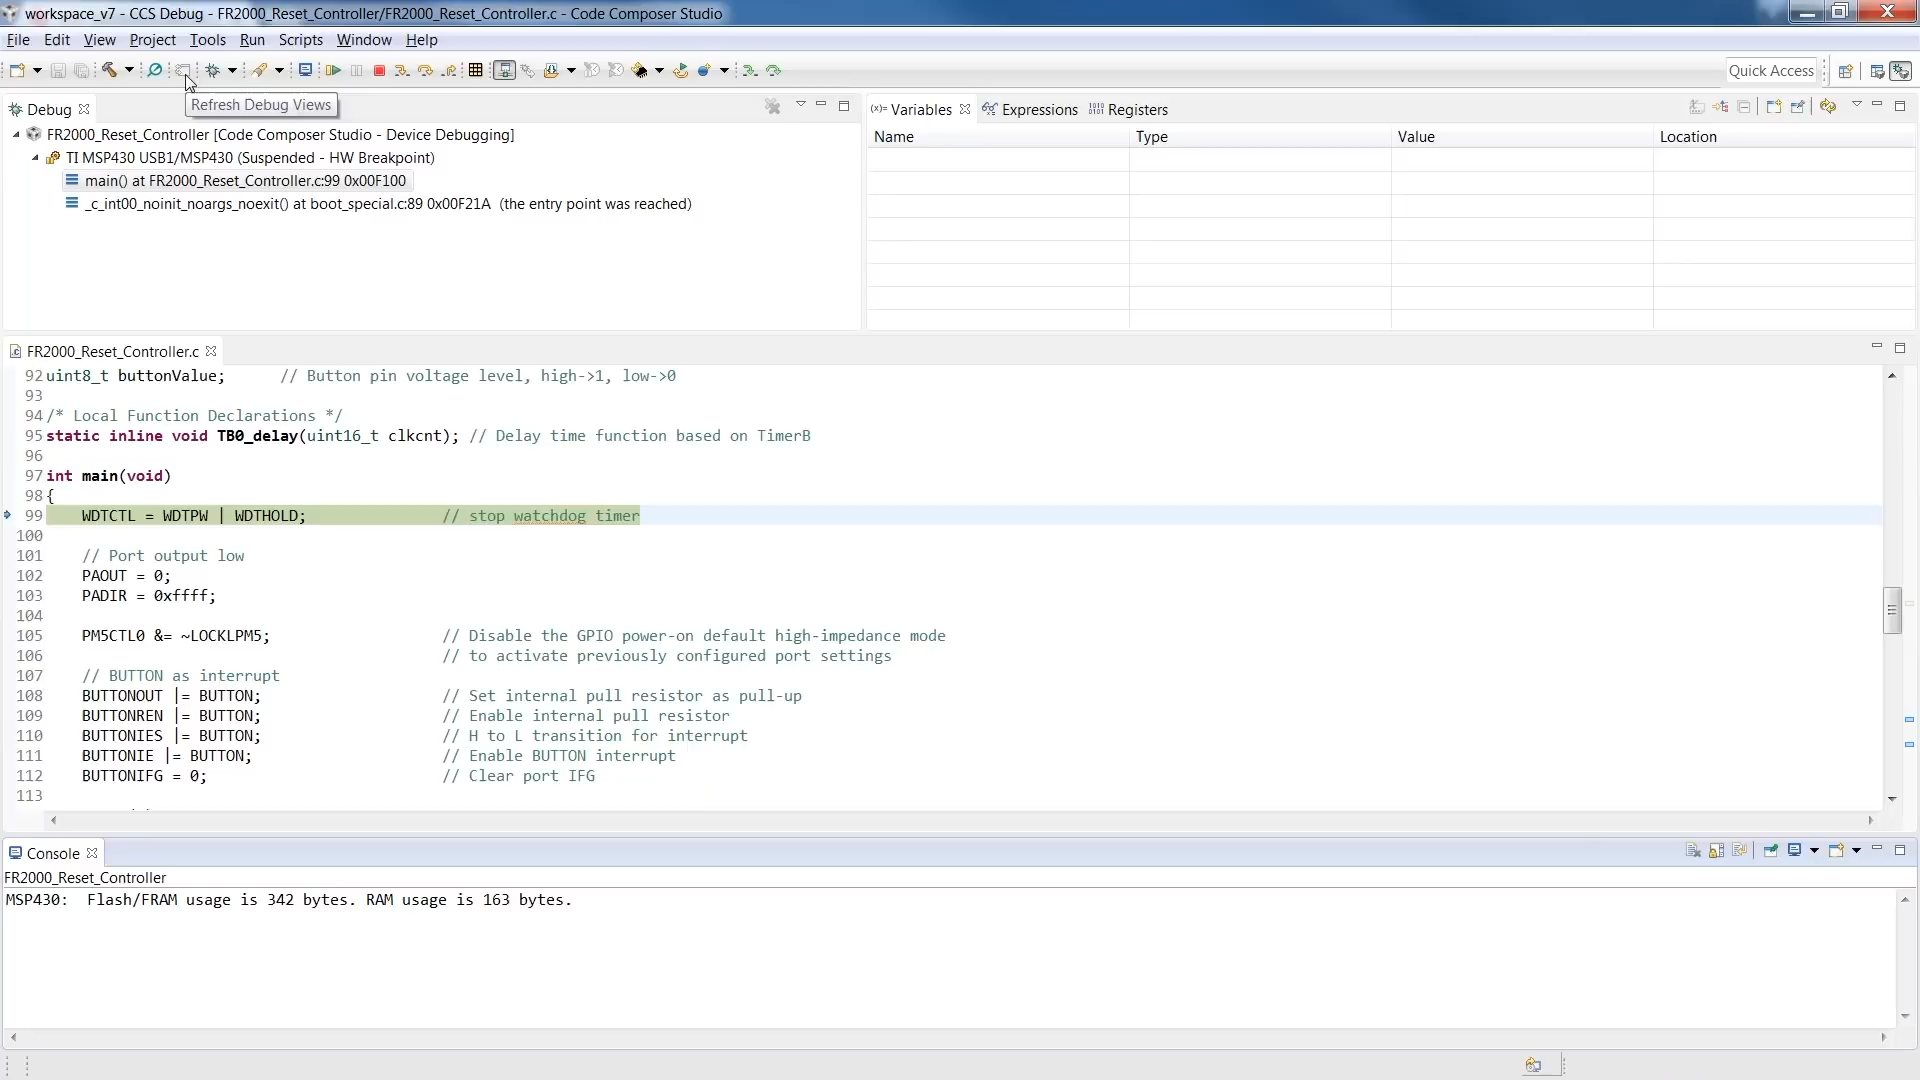 workspace_v7 - CCS Debug - FR2000_Reset_Controller/FR2000_Reset_Controller.c - Code Composer Studio
File Edit View Project Tools Run Scripts Window Help
Quick Access
Refresh Debug Views
Debug
FR2000_Reset_Controller [Code Composer Studio - Device Debugging]
TI MSP430 USB1/MSP430 (Suspended - HW Breakpoint)
main() at FR2000_Reset_Controller.c:99 0x00F100
_c_int00_noinit_noargs_noexit() at boot_special.c:89 0x00F21A (the entry point was reached)
(x)= Variables Expressions Registers
Name Type Value Location
FR2000_Reset_Controller.c
92 uint8_t buttonValue; // Button pin voltage level, high->1, low->0
93
94 /* Local Function Declarations */
95 static inline void TB0_delay(uint16_t clkcnt); // Delay time function based on TimerB
96
97 int main(void)
98 {
99 WDTCTL = WDTPW | WDTHOLD; // stop watchdog timer
100
101 // Port output low
102 PAOUT = 0;
103 PADIR = 0xffff;
104
105 PM5CTL0 &= ~LOCKLPM5; // Disable the GPIO power-on default high-impedance mode
106 // to activate previously configured port settings
107 // BUTTON as interrupt
108 BUTTONOUT |= BUTTON; // Set internal pull resistor as pull-up
109 BUTTONREN |= BUTTON; // Enable internal pull resistor
110 BUTTONIES |= BUTTON; // H to L transition for interrupt
111 BUTTONIE |= BUTTON; // Enable BUTTON interrupt
112 BUTTONIFG = 0; // Clear port IFG
113
Console
FR2000_Reset_Controller
MSP430: Flash/FRAM usage is 342 bytes. RAM usage is 163 bytes.